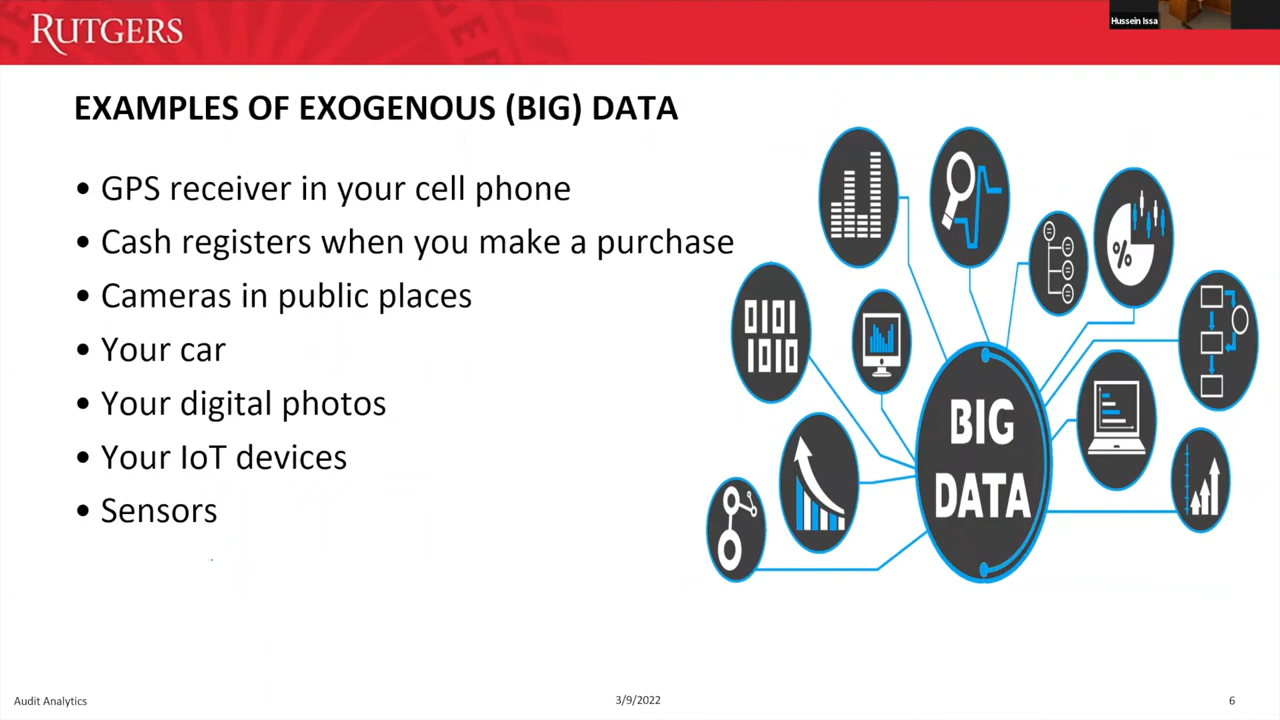 RUTGERS
Hussein Issa
EXAMPLES OF EXOGENOUS (BIG) DATA
• GPS receiver in your cell phone
• Cash registers when you make a purchase
• Cameras in public places
• Your car
• Your digital photos
• Your IoT devices
• Sensors
0101
1010
%
BIG
DATA
Audit Analytics
3/9/2022
6